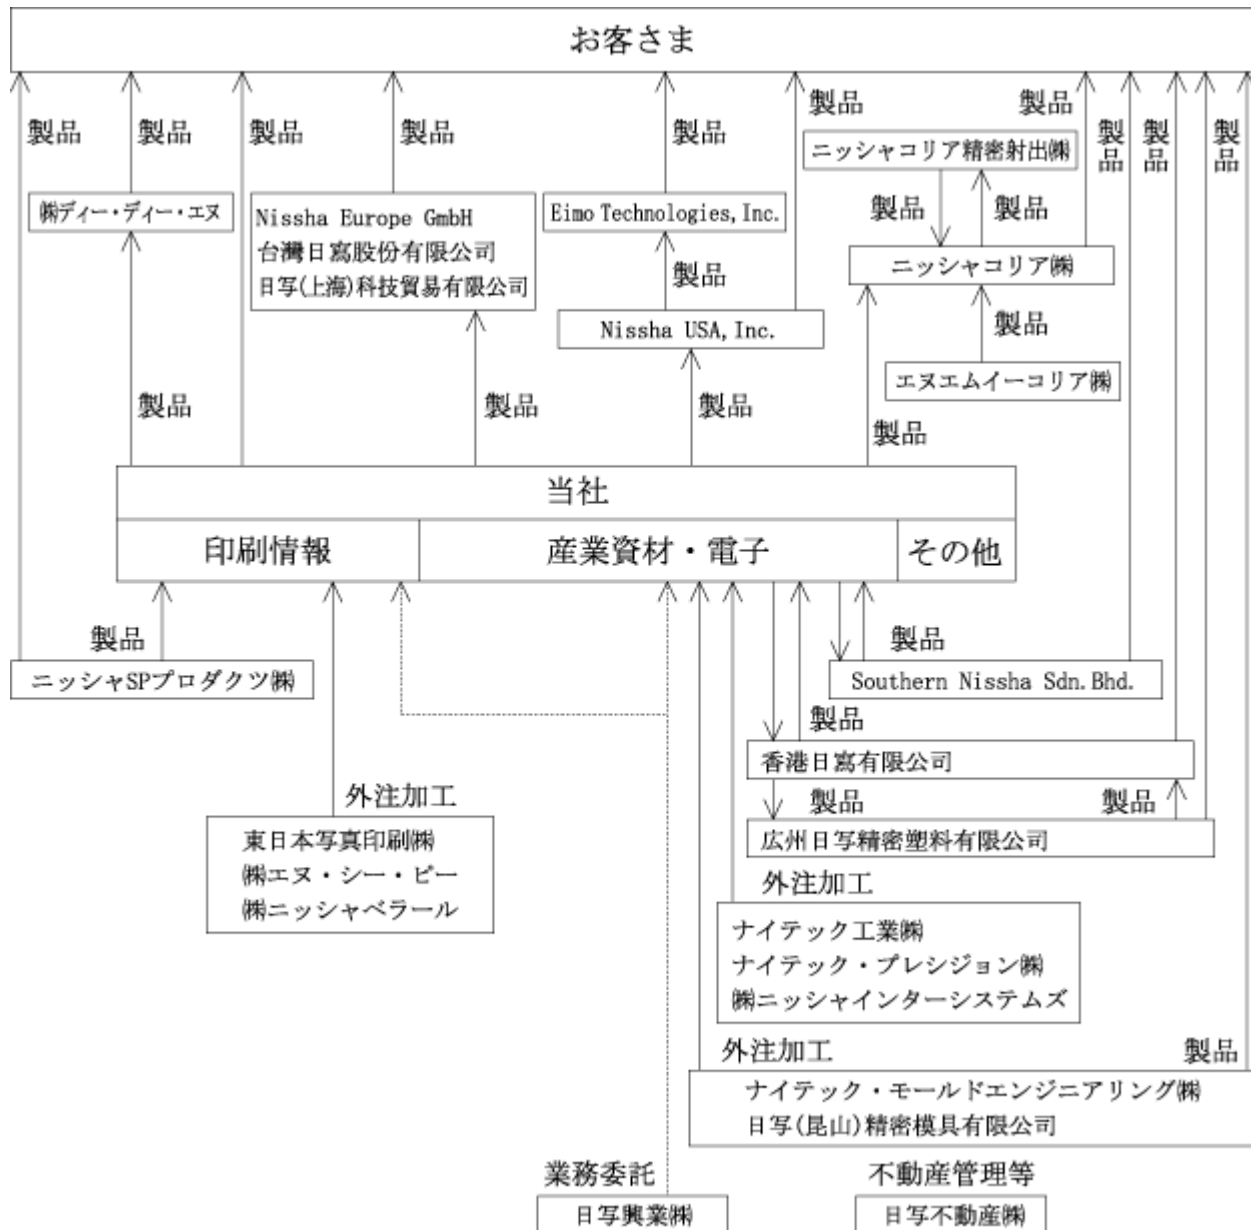 お客さま
製品
製品
製品
製品
製品
製品
製品
製品
製品
製品
ニッシャコリア精密射出㈱
㈱ディー・ディー・エヌ
Nissha Europe GmbH
台灣日寫股份有限公司
日写(上海)科技貿易有限公司
Eimo Technologies,Inc.
製品
製品
ニッシャコリア㈱
製品
Nissha USA,Inc.
製品
エヌエムイーコリア㈱
製品
製品
製品
製品
当社
印刷情報
産業資材・電子
その他
製品
ニッシャSPプロダクツ㈱
製品
Southern Nissha Sdn.Bhd.
製品
香港日寫有限公司
製品
製品
広州日写精密塑料有限公司
外注加工
東日本写真印刷㈱
㈱エヌ・シー・ピー
㈱ニッシャベラール
外注加工
ナイテック工業㈱
ナイテック・プレシジョン㈱
㈱ニッシャインターシステムズ
外注加工
製品
ナイテック・モールドエンジニアリング㈱
日写(昆山)精密模具有限公司
業務委託
日写興業㈱
不動産管理等
日写不動産㈱